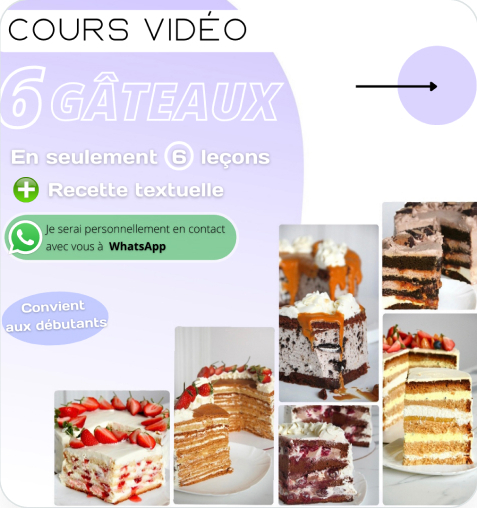 COURS VIDÉO
6 GÂTEAUX
En seulement 6 leçons
+ Recette textuelle
Je serai personnellement en contact
avec vous à WhatsApp
Convient
aux débutants